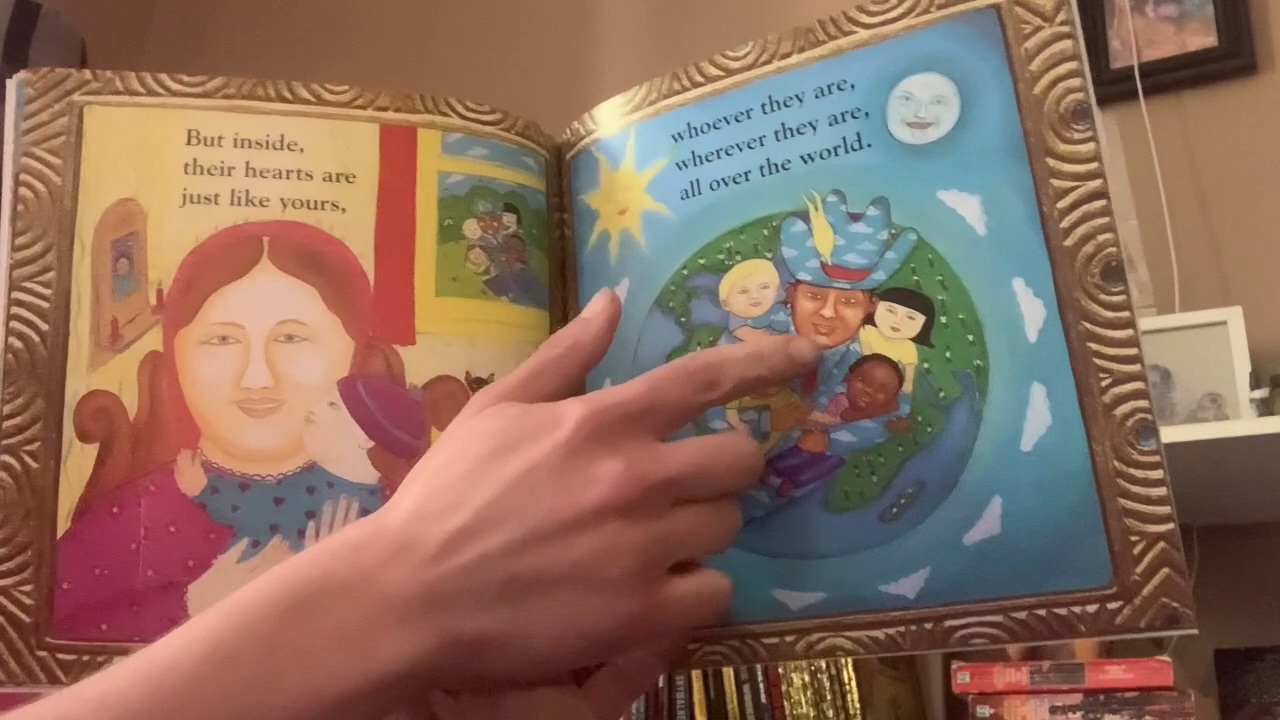 But inside,
their hearts are
just like yours,
whoever they are,
wherever they are,
all over the world.